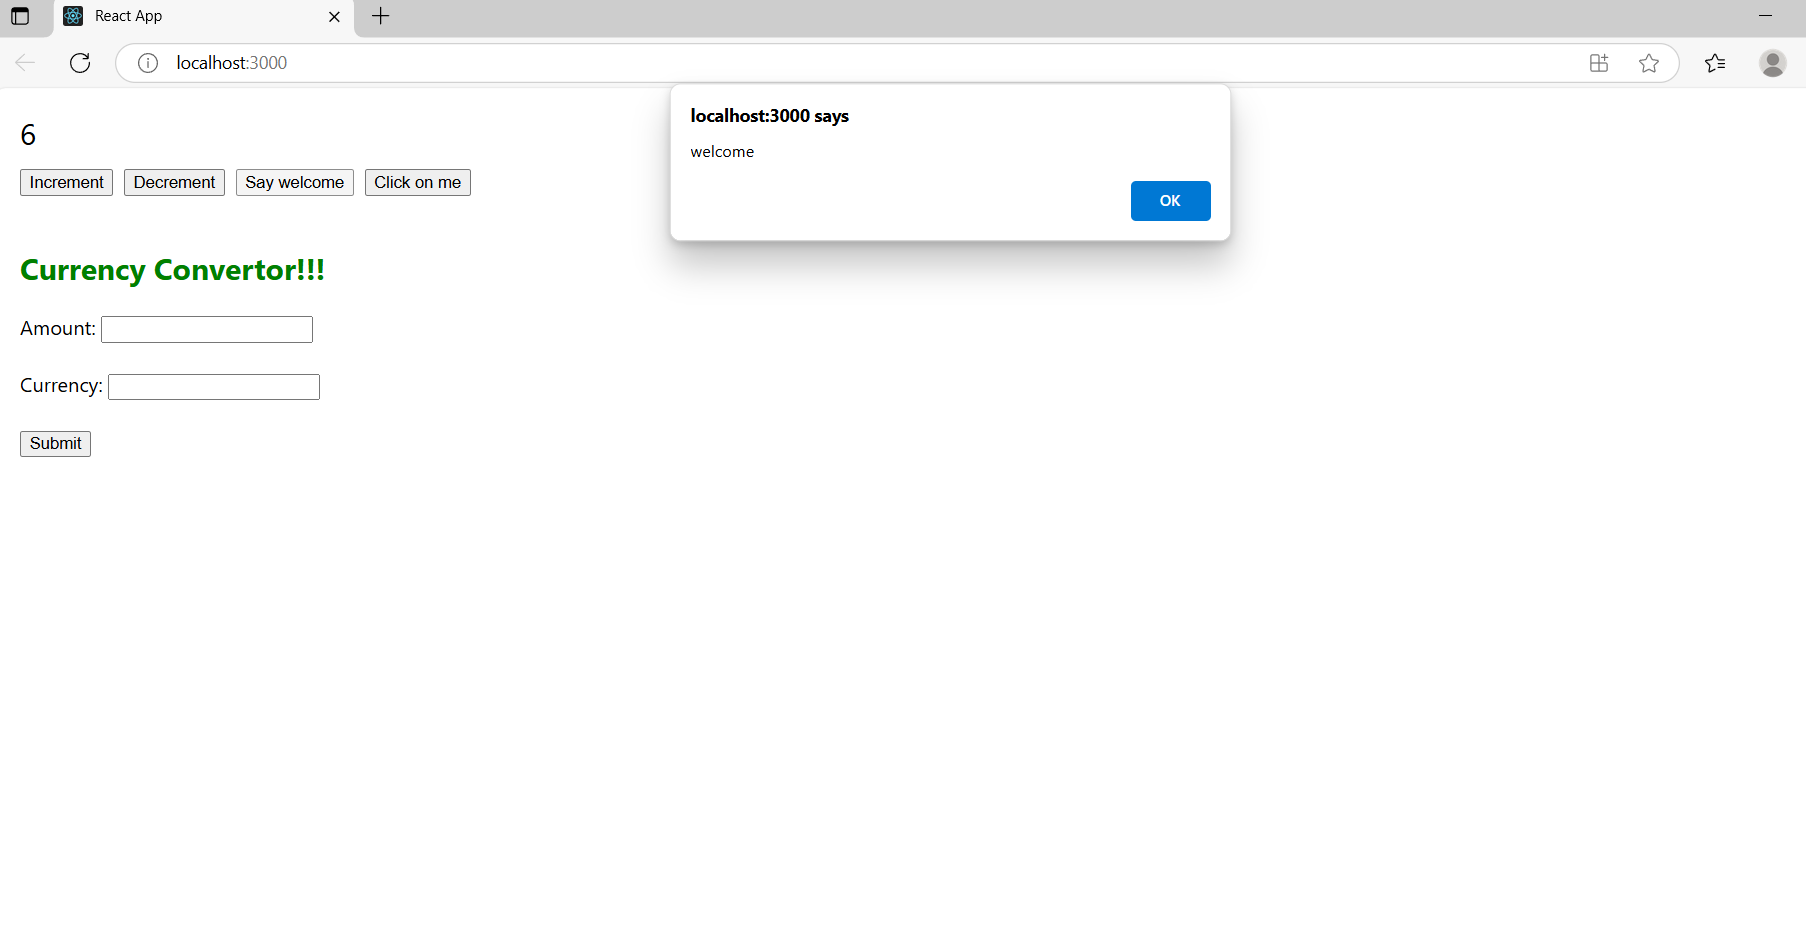 React App
localhost:3000
localhost:3000 says
welcome
OK
6
Increment Decrement Say welcome Click on me
Currency Convertor!!!
Amount:
Currency:
Submit